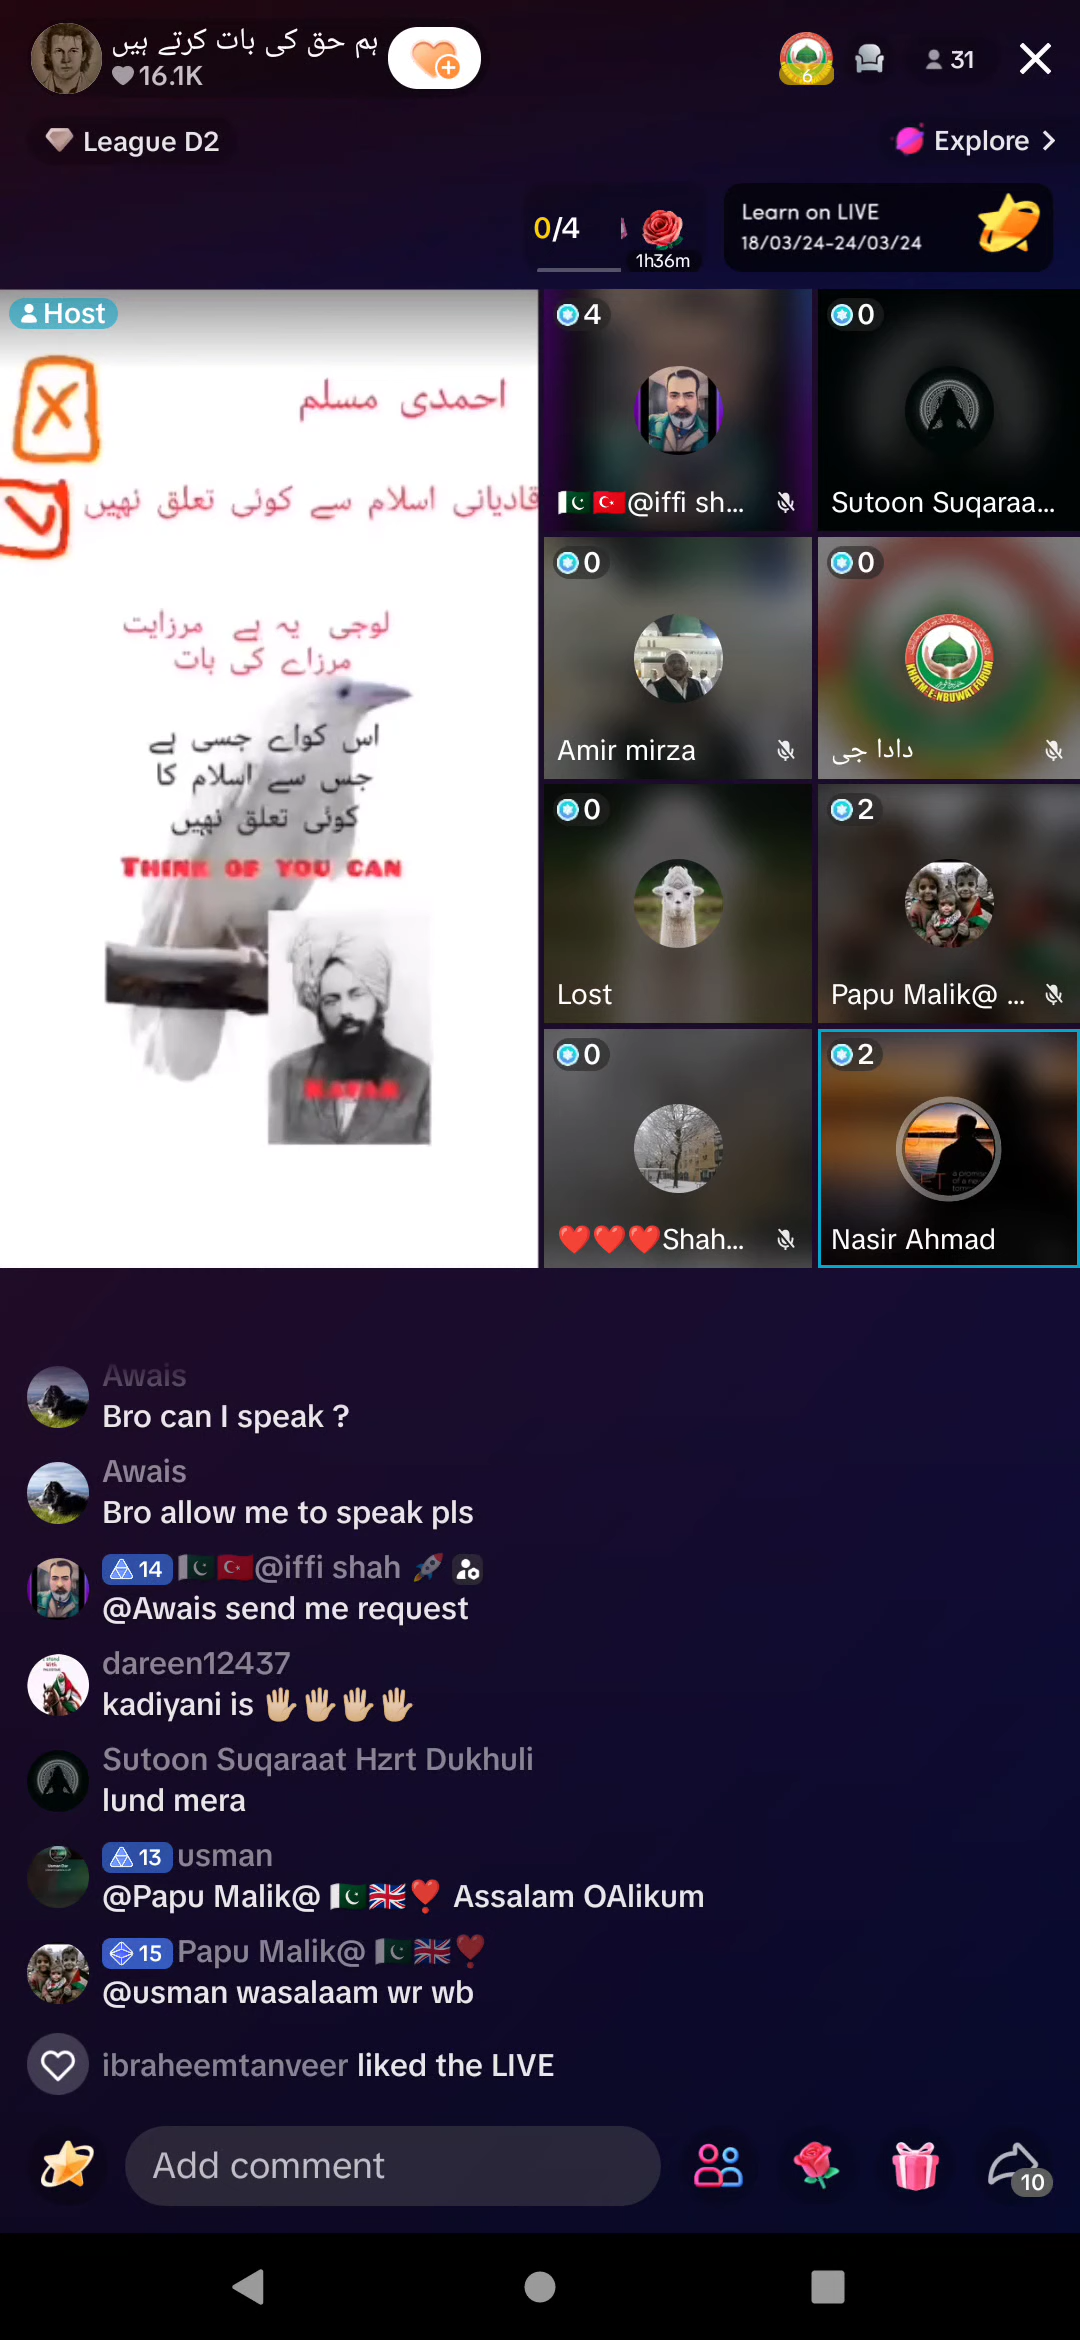 ہم حق کی بات کرتے ہیں
16.1K
6
31
League D2
Explore
0/4
1h36m
Learn on LIVE
18/03/24-24/03/24
Host
احمدی مسلم
قادیانی اسلام سے کوئی تعلق نہیں
لوجی یہ ہے مرزایت
مرزاے کی بات
اس کواے جسی ہے
جس سے اسلام کا
کوئی تعلق نہیں
THINK OF YOU CAN
4
@iffi sh...
0
Sutoon Suqaraa...
0
Amir mirza
0
KHATM-E-NBUWAT FORUM
دادا جی
0
Lost
2
Papu Malik@ ...
0
Shah...
2
Nasir Ahmad
Awais
Bro can I speak ?
Awais
Bro allow me to speak pls
14 🇵🇰🇹🇷@iffi shah 🚀
@Awais send me request
dareen12437
kadiyani is 🖐🏼🖐🏼🖐🏼🖐🏼
Sutoon Suqaraat Hzrt Dukhuli
lund mera
13 usman
@Papu Malik@ 🇵🇰🇬🇧❣️ Assalam OAlikum
15 Papu Malik@ 🇵🇰🇬🇧❣️
@usman wasalaam wr wb
ibraheemtanveer liked the LIVE
Add comment
10